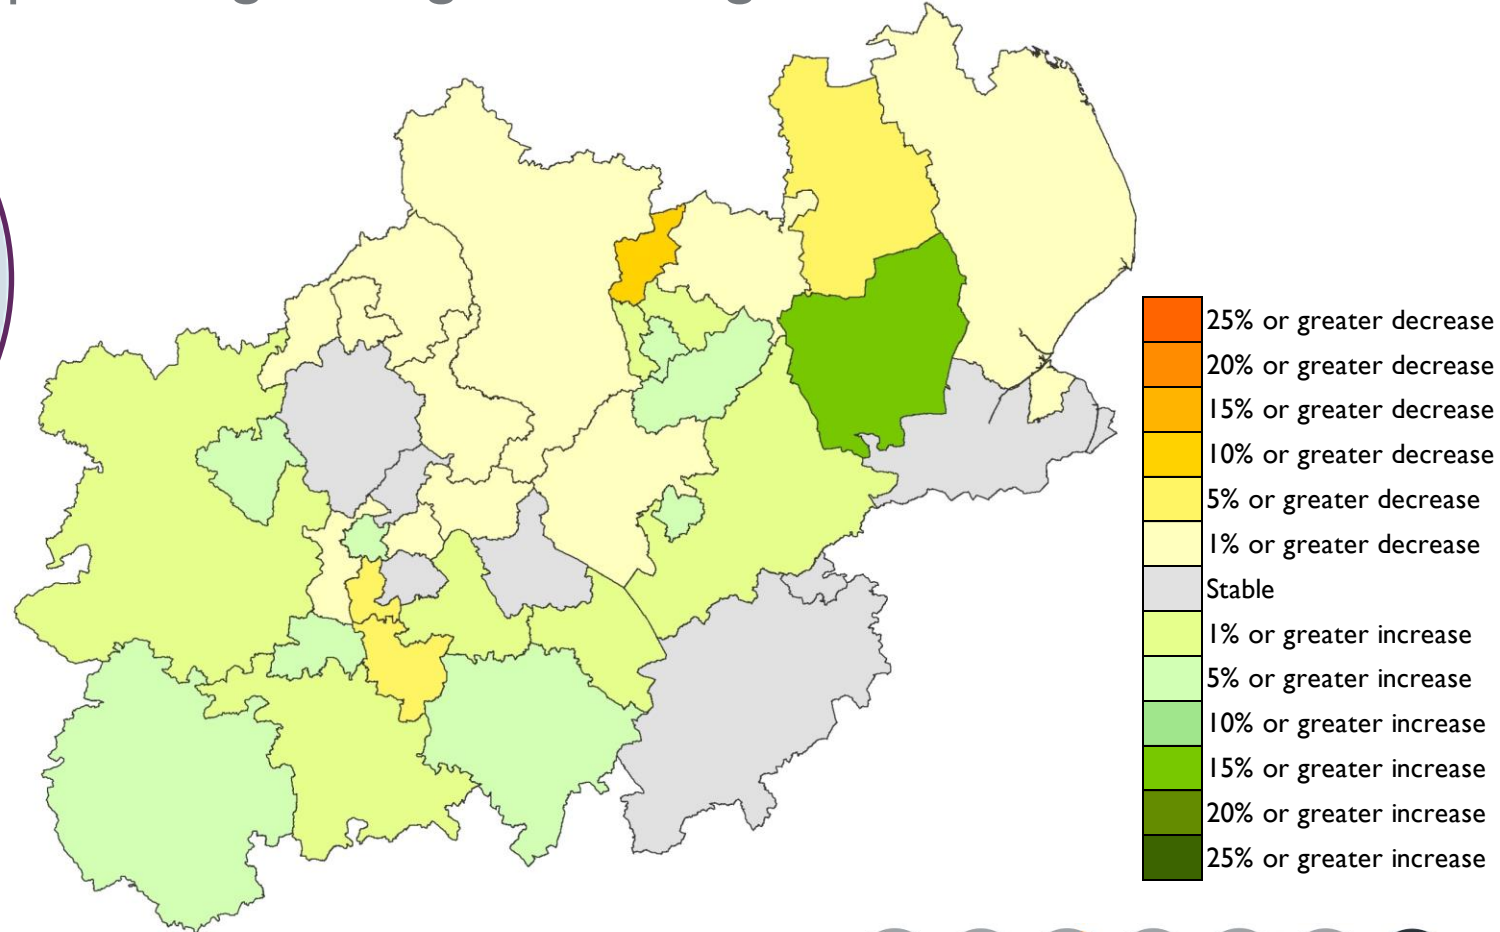 25% or greater decrease
20% or greater decrease
15% or greater decrease
10% or greater decrease
5% or greater decrease
1% or greater decrease
Stable
1% or greater increase
5% or greater increase
10% or greater increase
15% or greater increase
20% or greater increase
25% or greater increase